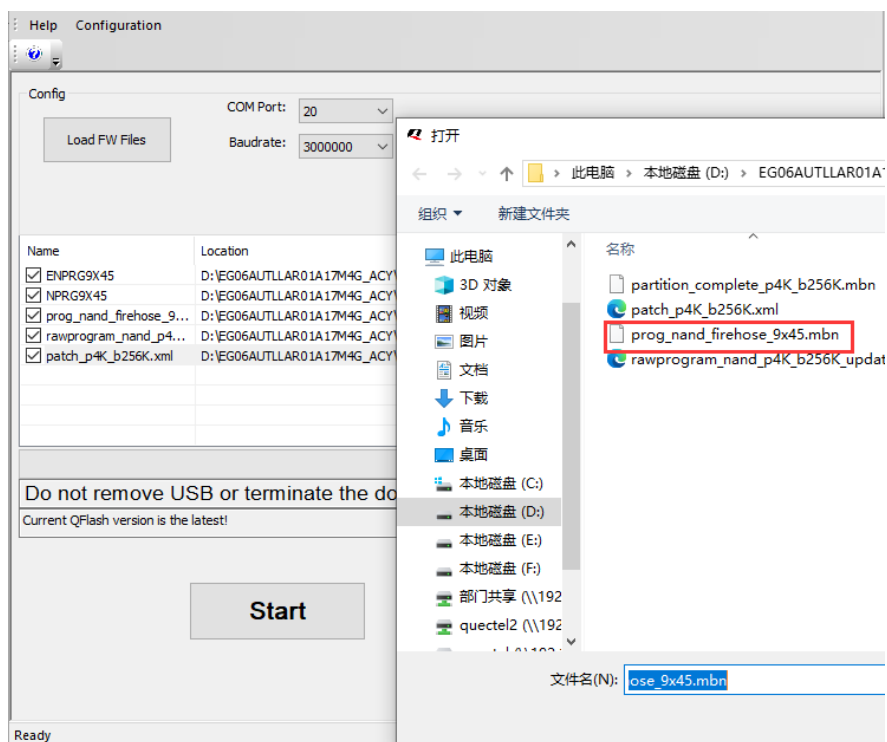 Help Configuration
Config
COM Port: 20
Load FW Files
Baudrate: 3000000
Name Location
ENPRG9X45 D:\EG06AUTLLAR01A17M4G_ACY\
NPRG9X45 D:\EG06AUTLLAR01A17M4G_ACY\
prog_nand_firehose_9... D:\EG06AUTLLAR01A17M4G_ACY\
rawprogram_nand_p4... D:\EG06AUTLLAR01A17M4G_ACY\
patch_p4K_b256K.xml D:\EG06AUTLLAR01A17M4G_ACY\
Do not remove USB or terminate the do
Current QFlash version is the latest!
Start
Ready
打开
此电脑 › 本地磁盘 (D:) › EG06AUTLLAR01A1
组织 新建文件夹
此电脑
3D 对象
视频
图片
文档
下载
音乐
桌面
本地磁盘 (C:)
本地磁盘 (D:)
本地磁盘 (E:)
本地磁盘 (F:)
部门共享 (\\192
quectel2 (\\192
名称
partition_complete_p4K_b256K.mbn
patch_p4K_b256K.xml
prog_nand_firehose_9x45.mbn
rawprogram_nand_p4K_b256K_updat
文件名(N): ose_9x45.mbn